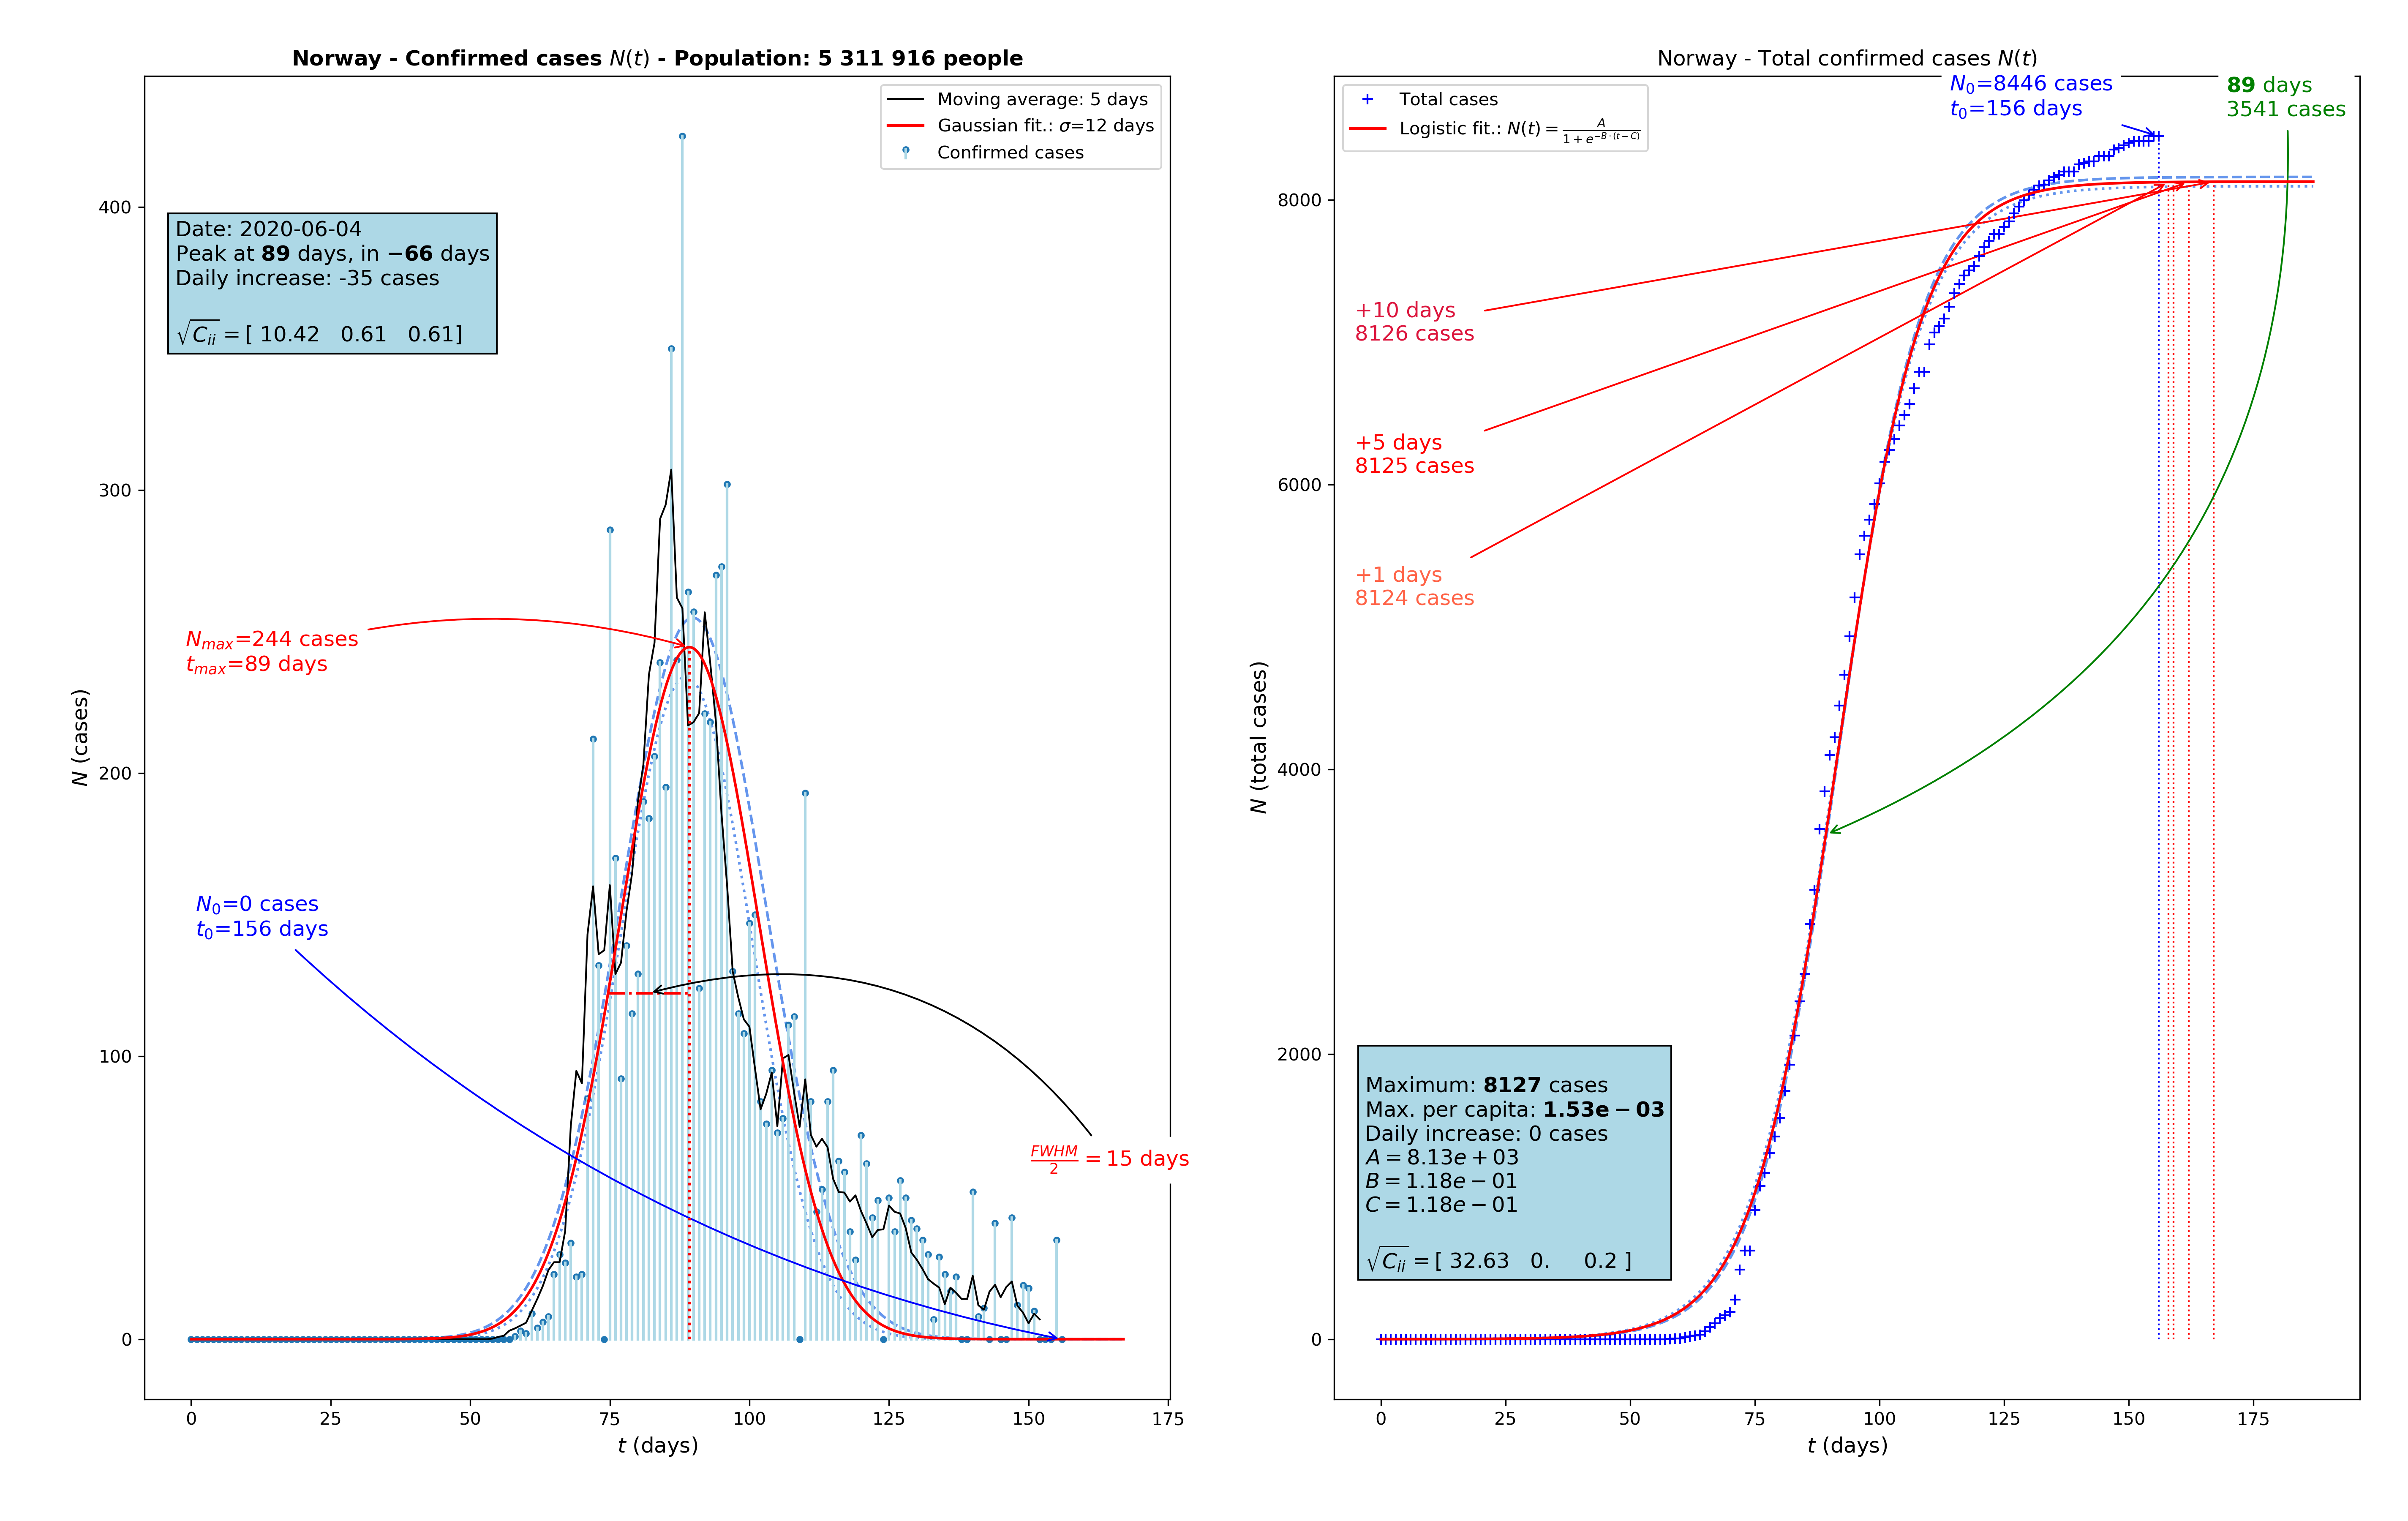 Norway - Confirmed cases N(t) - Population: 5 311 916 people
Moving average: 5 days
Gaussian fit.: σ=12 days
Confirmed cases
Date: 2020-06-04
Peak at 89 days, in −66 days
Daily increase: -35 cases
√C_ii = [ 10.42 0.61 0.61]
N_max=244 cases
t_max=89 days
N_0=0 cases
t_0=156 days
FWHM/2 = 15 days
N (cases)
400
300
200
100
0
0 25 50 75 100 125 150 175
t (days)
Norway - Total confirmed cases N(t)
Total cases
Logistic fit.: N(t) = A/(1+e^{−B·(t−C)})
N_0=8446 cases
t_0=156 days
89 days
3541 cases
+10 days
8126 cases
+5 days
8125 cases
+1 days
8124 cases
Maximum: 8127 cases
Max. per capita: 1.53e − 03
Daily increase: 0 cases
A = 8.13e + 03
B = 1.18e − 01
C = 1.18e − 01
√C_ii = [ 32.63 0. 0.2 ]
N (total cases)
8000
6000
4000
2000
0
0 25 50 75 100 125 150 175
t (days)